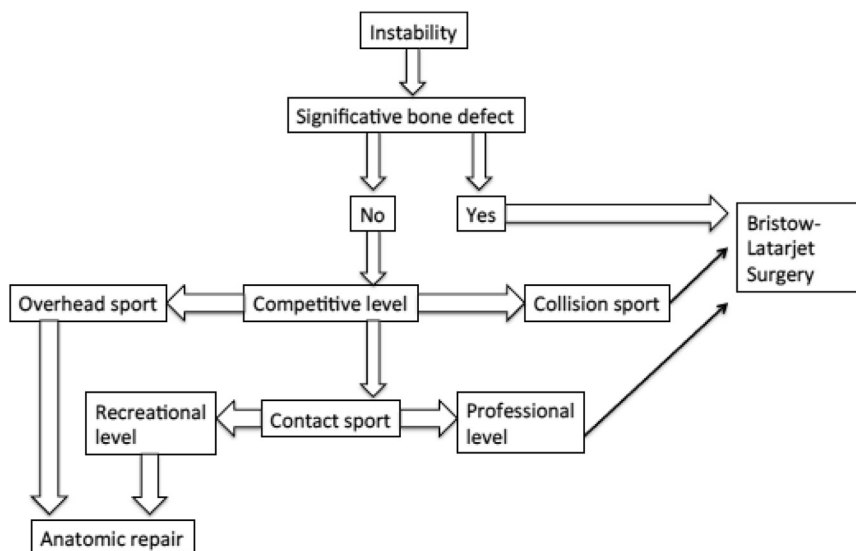 Instability
Significative bone defect
No
Yes
Bristow-
Latarjet
Surgery
Overhead sport
Competitive level
Collision sport
Recreational
level
Contact sport
Professional
level
Anatomic repair